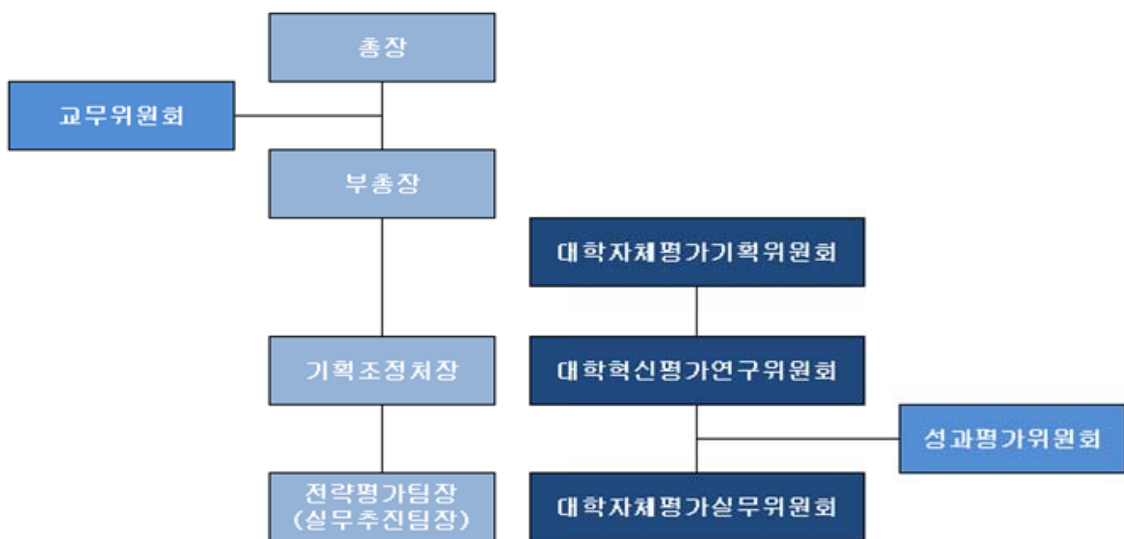 총장
교무위원회
부총장
대학자체평가기획위원회
기획조정처장
대학혁신평가연구위원회
성과평가위원회
전략평가팀장
(실무추진팀장)
대학자체평가실무위원회